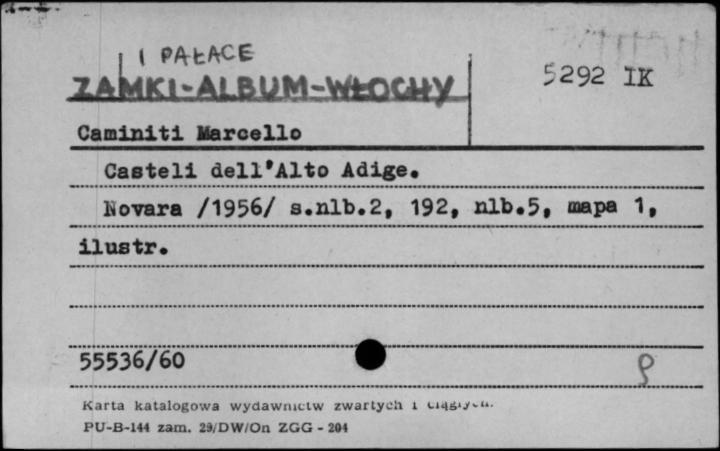 I PAŁACE
ZAMKI-ALBUM-WŁOCHY
5292 IK
Caminiti Marcello
Casteli dell'Alto Adige.
Novara /1956/ s.nlb.2, 192, nlb.5, mapa 1,
ilustr.
55536/60
Karta katalogowa wydawnictw zwartych i ciągłych.
PU-B-144 zam. 29/DW/On ZGG - 204